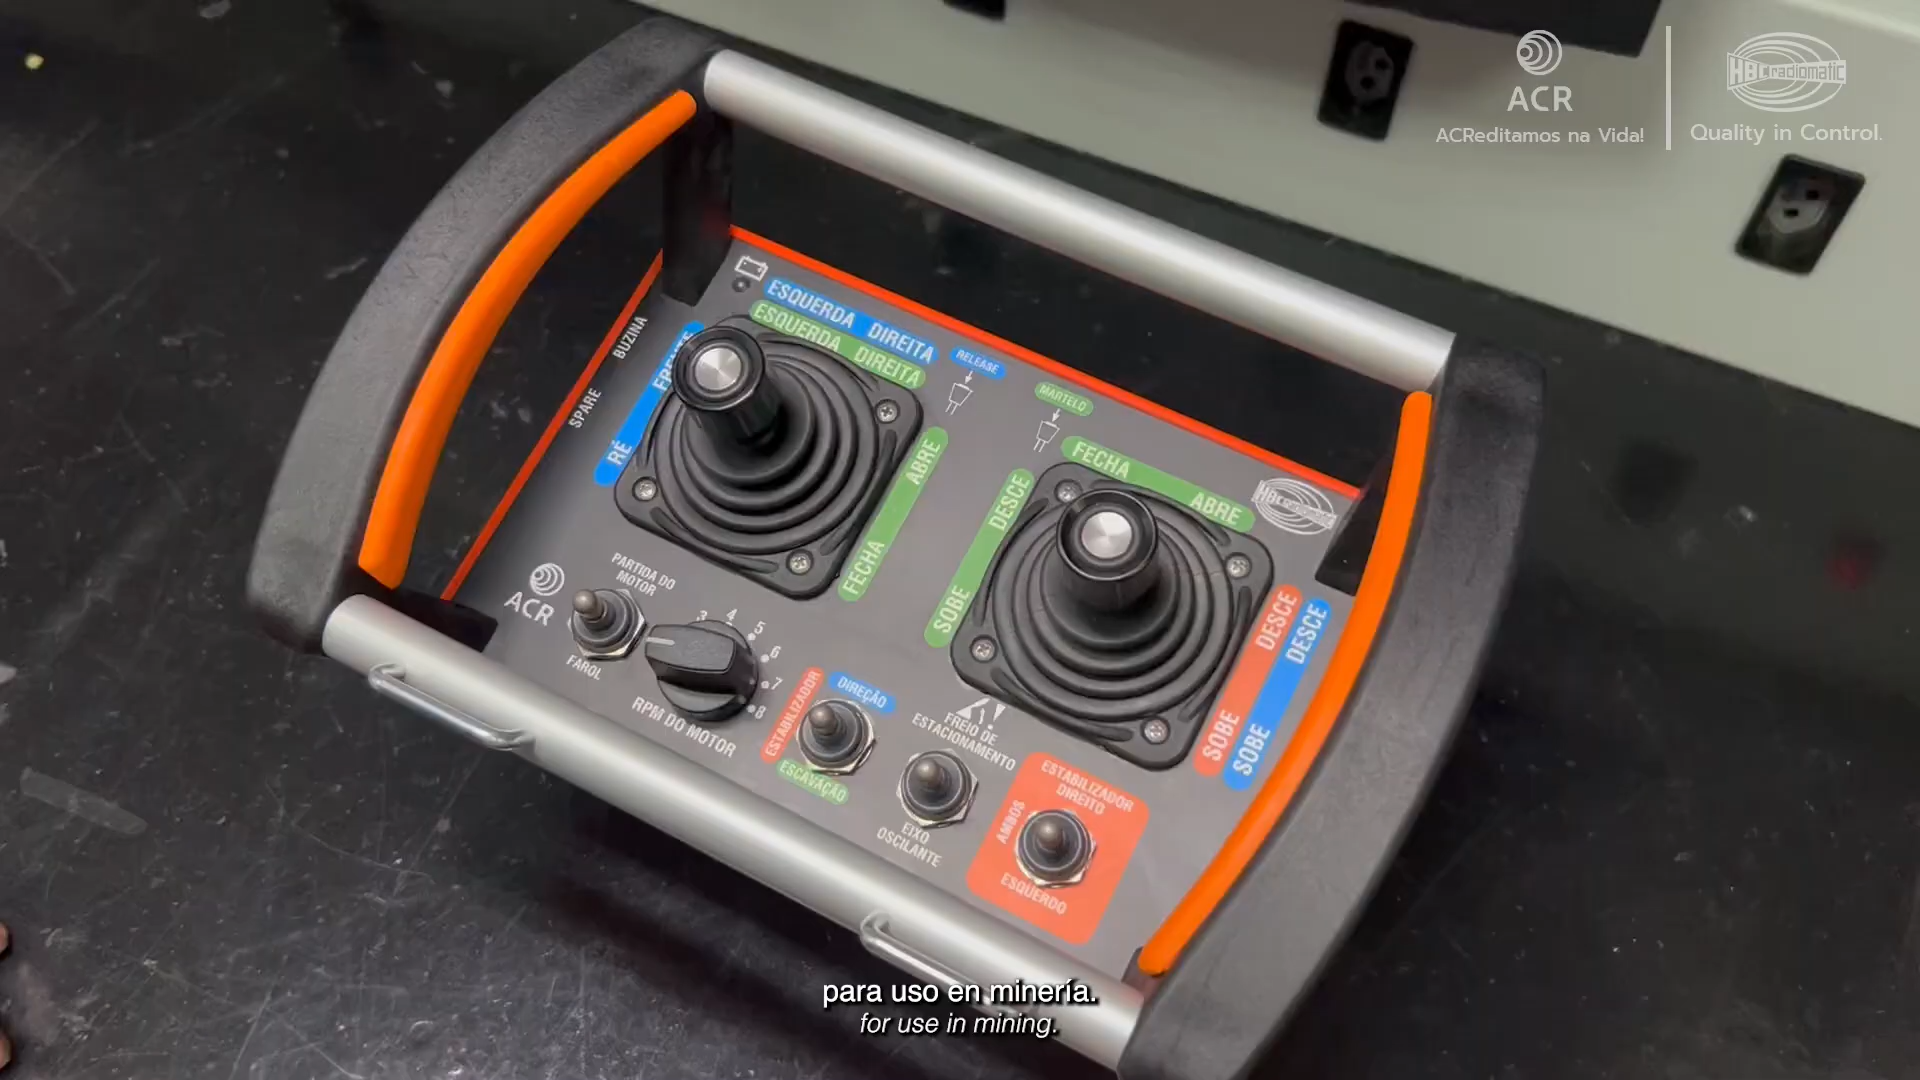 ACR
ACReditamos na Vida!
HBC radiomatic
Quality in Control.
ESQUERDA DIREITA
ESQUERDA DIREITA
RELEASE
MARTELO
BUZINA
SPARE
RÉ FRENTE
FECHA ABRE
FECHA ABRE
SOBE DESCE
HBC radiomatic
SOBE DESCE
SOBE DESCE
ACR
PARTIDA DO
MOTOR
FAROL
3
4
5
6
7
8
RPM DO MOTOR
ESTABILIZADOR
DIREÇÃO
ESCAVAÇÃO
FREIO DE
ESTACIONAMENTO
EIXO
OSCILANTE
ESTABILIZADOR
DIREITO
AMBOS
ESQUERDO
para uso en minería.
for use in mining.